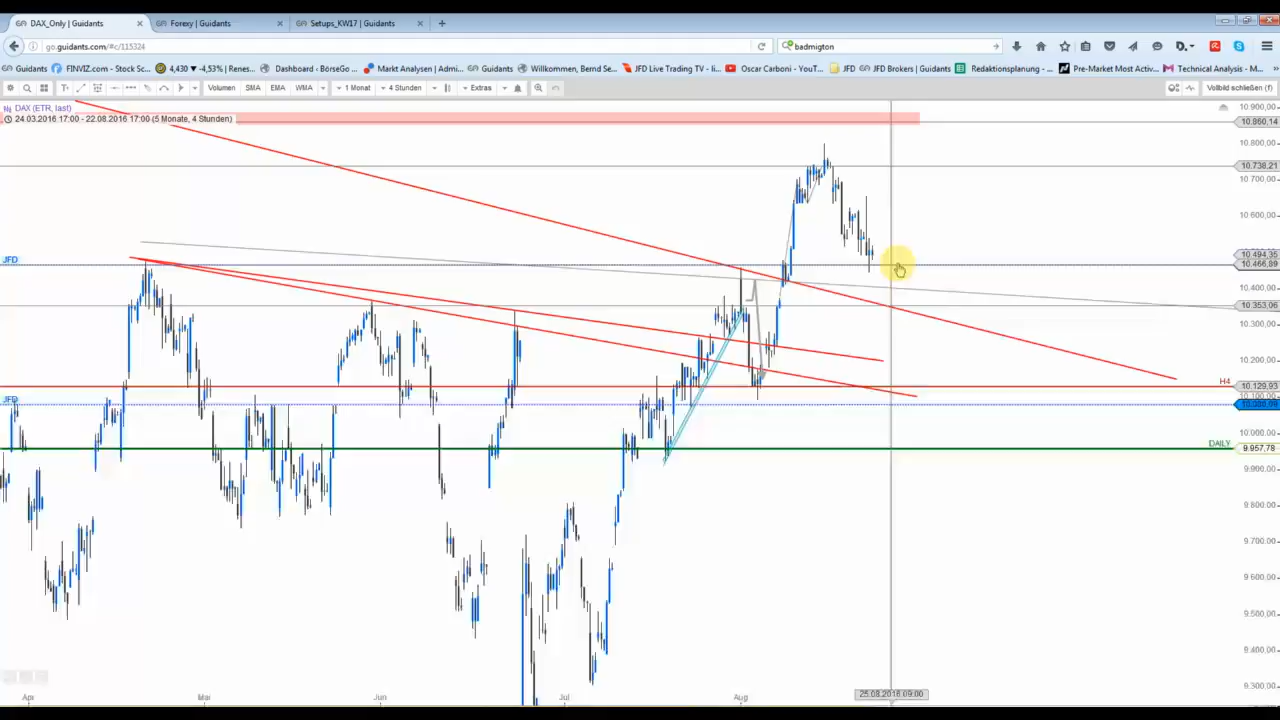 DAX_Only | Guidants
Forexy | Guidants
Setups_KW17 | Guidants
go.guidants.com/#c/115324
badmigton
Guidants
FINVIZ.com - Stock Sc...
4,430 ▼ -4,53% | Renes...
Dashboard ‹ BörseGo ...
Markt Analysen | Admi...
Guidants
Willkommen, Bernd Se...
JFD Live Trading TV - li...
Oscar Carboni - YouT...
JFD
JFD Brokers | Guidants
Redaktionsplanung - ...
Pre-Market Most Activ...
Technical Analysis - M...
Volumen
SMA
EMA
WMA
1 Monat
4 Stunden
Extras
Vollbild schließen (f)
DAX (ETR, last)
24.03.2016 17:00 - 22.08.2016 17:00 (5 Monate, 4 Stunden)
10.900,00
10.860,14
10.800,00
10.738,21
10.700,00
10.600,00
10.494,35
JFD
10.466,89
10.400,00
10.353,06
10.300,00
10.200,00
H4
10.129,93
10.100,00
JFD
10.000,00
DAILY
9.957,78
9.900,00
9.800,00
9.700,00
9.600,00
9.500,00
9.400,00
9.300,00
Apr
Mai
Jun
Jul
Aug
25.08.2016 09:00